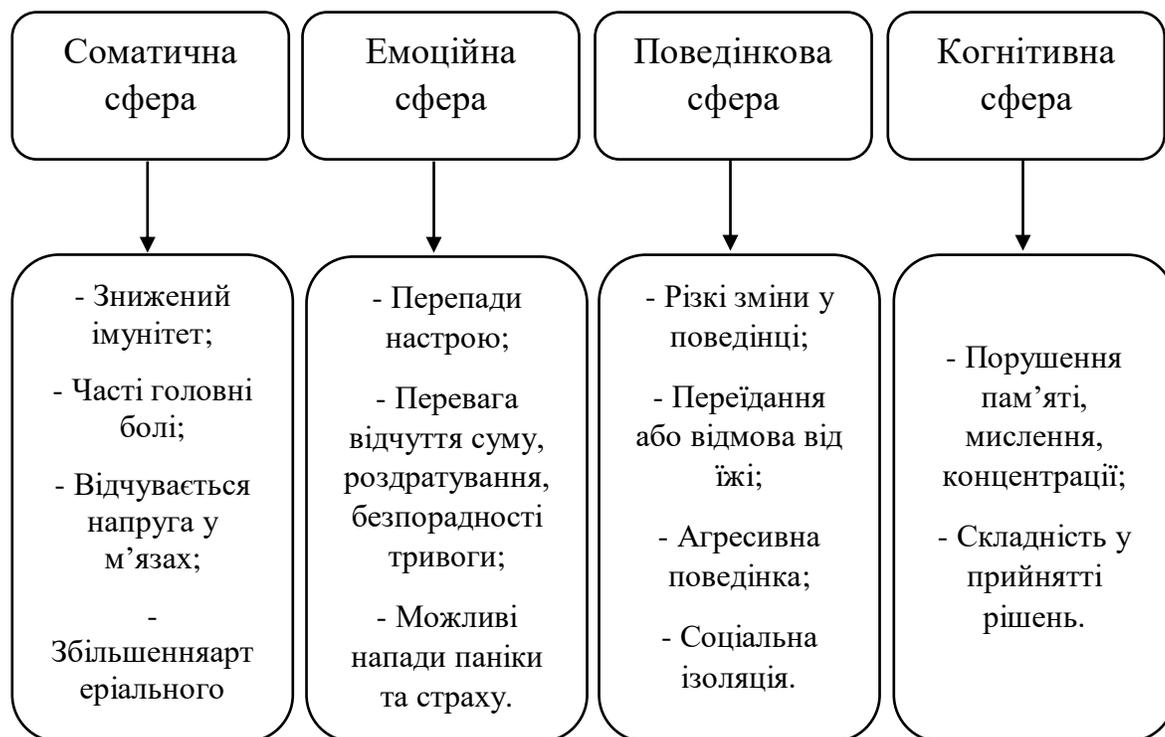 Соматична
сфера
Емоційна
сфера
Поведінкова
сфера
Когнітивна
сфера
- Знижений
імунітет;
- Часті головні
болі;
- Відчувається
напруга у
м’язах;
-
Збільшенняарт
еріального
- Перепади
настрою;
- Перевага
відчуття суму,
роздратування,
безпорадності
тривоги;
- Можливі
напади паніки
та страху.
- Різкі зміни у
поведінці;
- Переїдання
або відмова від
їжі;
- Агресивна
поведінка;
- Соціальна
ізоляція.
- Порушення
пам’яті,
мислення,
концентрації;
- Складність у
прийнятті
рішень.